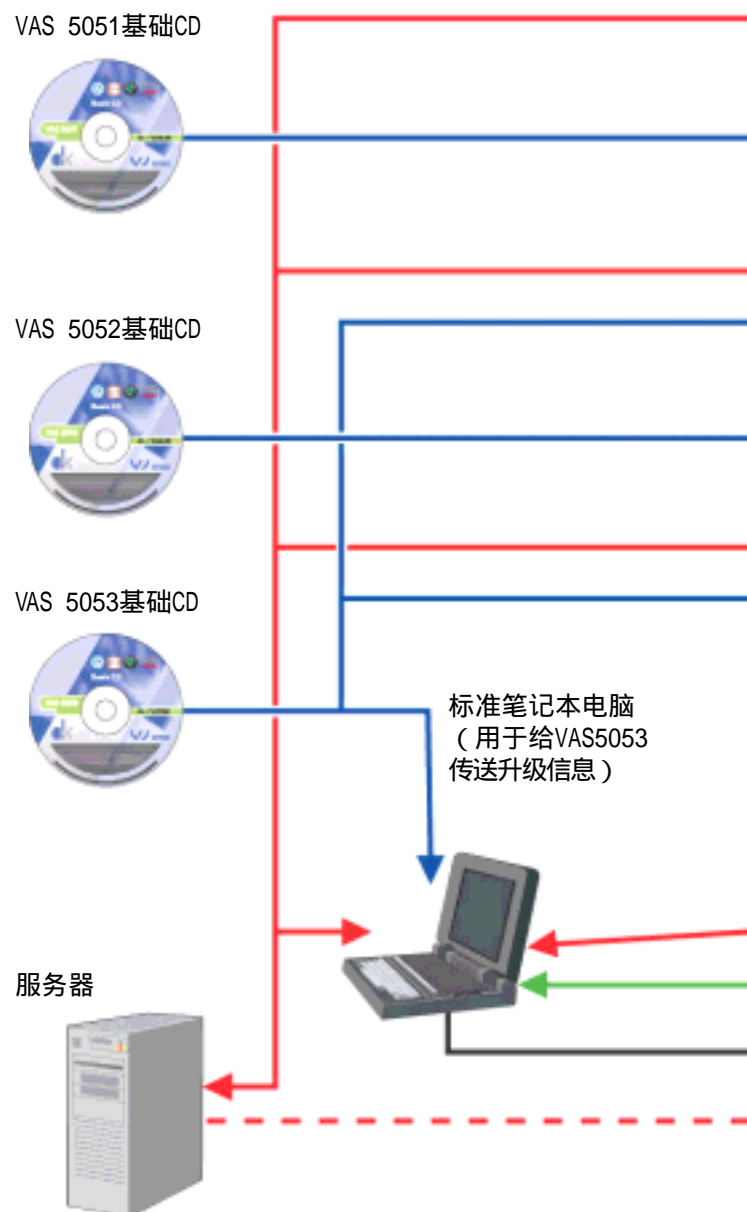 VAS 5051基础CD
VAS 5052基础CD
VAS 5053基础CD
标准笔记本电脑
（用于给VAS5053
传送升级信息）
服务器